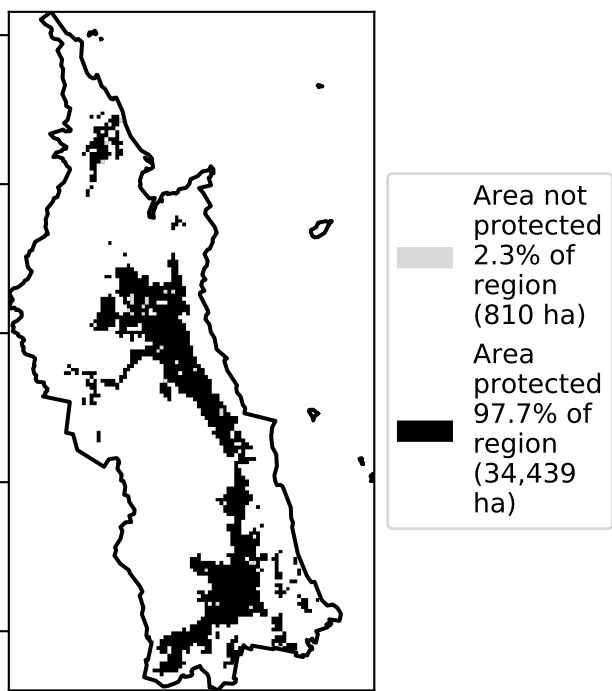 Area not
protected
2.3% of
region
(810 ha)
Area
protected
97.7% of
region
(34,439
ha)